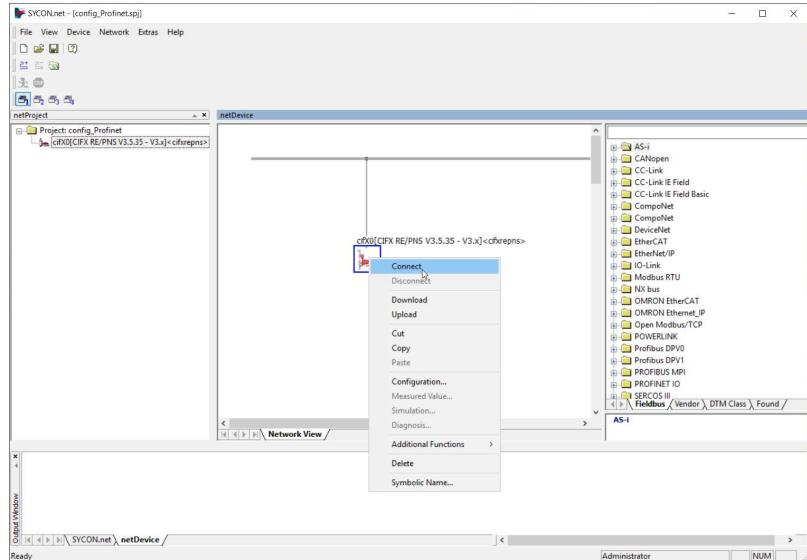 SYCON.net - [config_Profinet.spj]
File View Device Network Extras Help
netProject
netDevice
Project: config_Profinet
cifX0[CIFX RE/PNS V3.5.35 - V3.x]<cifxrepns>
cifX0[CIFX RE/PNS V3.5.35 - V3.x]<cifxrepns>
Connect
Disconnect
Download
Upload
Cut
Copy
Paste
Configuration...
Measured Value...
Simulation...
Diagnosis...
Additional Functions
Delete
Symbolic Name...
AS-i
CANopen
CC-Link
CC-Link IE Field
CC-Link IE Field Basic
CompoNet
CompoNet
DeviceNet
EtherCAT
EtherNet/IP
IO-Link
Modbus RTU
NX bus
OMRON EtherCAT
OMRON Ethernet_IP
Open Modbus/TCP
POWERLINK
Profibus DPV0
Profibus DPV1
PROFIBUS MPI
PROFINET IO
SERCOS III
Fieldbus Vendor DTM Class Found
AS-i
Network View
Output Window
SYCON.net netDevice
Ready
Administrator
NUM